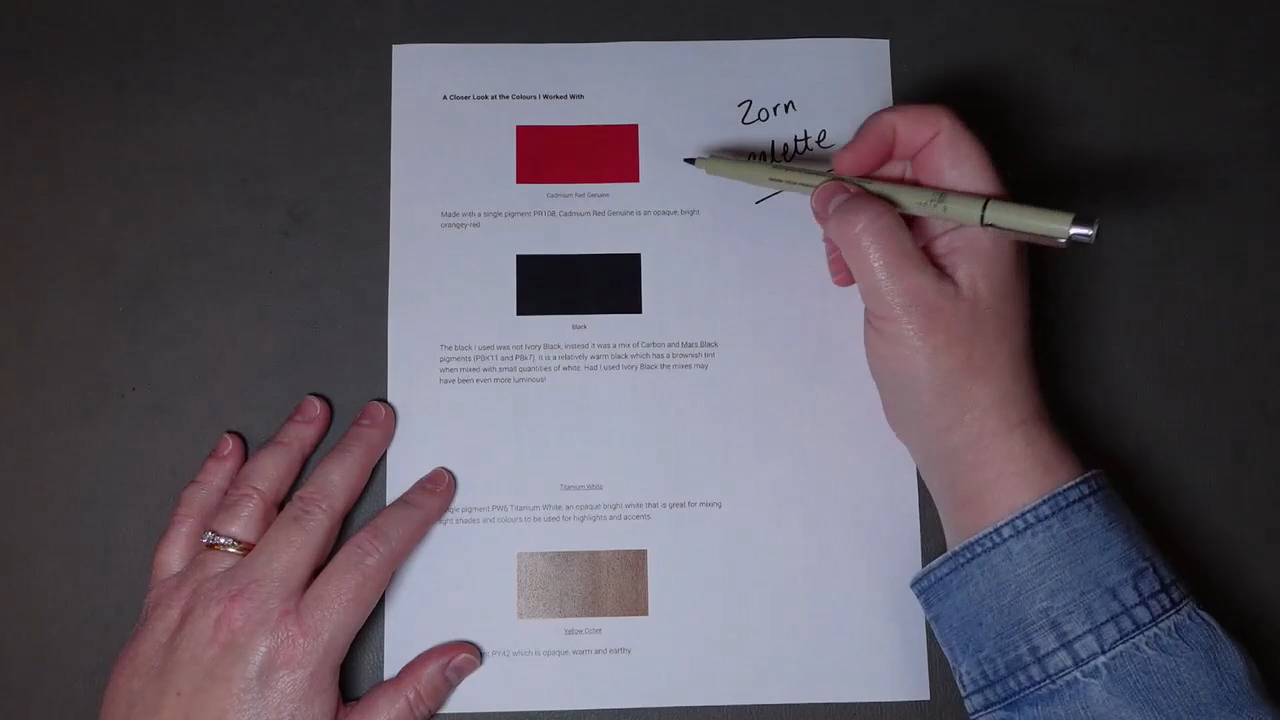 A Closer Look at the Colours I Worked With
Zorn
Cadmium Red Genuine
Made with a single pigment PR108, Cadmium Red Genuine is an opaque, bright
orangey-red
Black
The black I used was not Ivory Black, instead it was a mix of Carbon and Mars Black
pigments (PBK11 and PBk7). It is a relatively warm black which has a brownish tint
when mixed with small quantities of white. Had I used Ivory Black the mixes may
have been even more luminous!
Titanium White
pigment PW6 Titanium White, an opaque bright white that is great for mixing
shades and colours to be used for highlights and accents
Yellow Ochre
PY42 which is opaque, warm and earthy